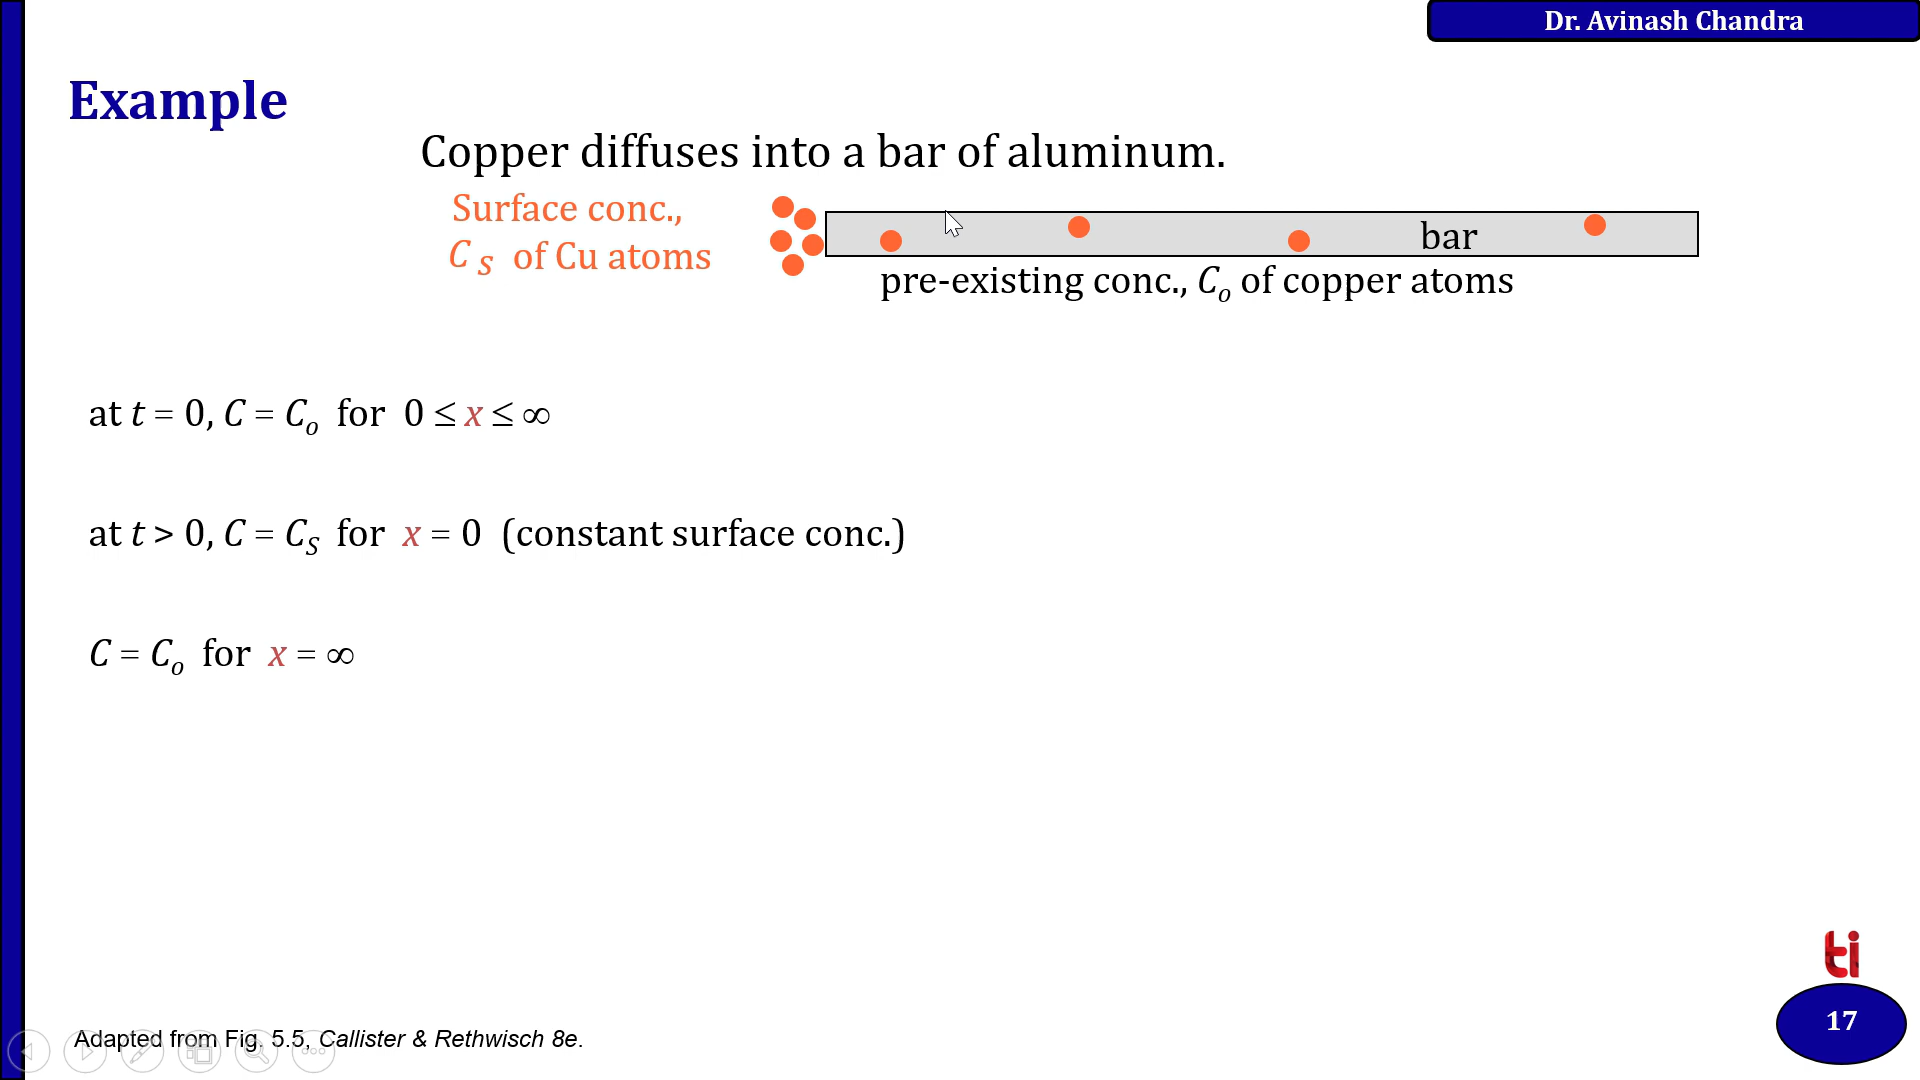 Dr. Avinash Chandra
Example
Copper diffuses into a bar of aluminum.
Surface conc.,
C S of Cu atoms
bar
pre-existing conc., Co of copper atoms
at t = 0, C = Co for 0 ≤ x ≤ ∞
at t > 0, C = CS for x = 0 (constant surface conc.)
C = Co for x = ∞
ti
17
Adapted from Fig. 5.5, Callister & Rethwisch 8e.